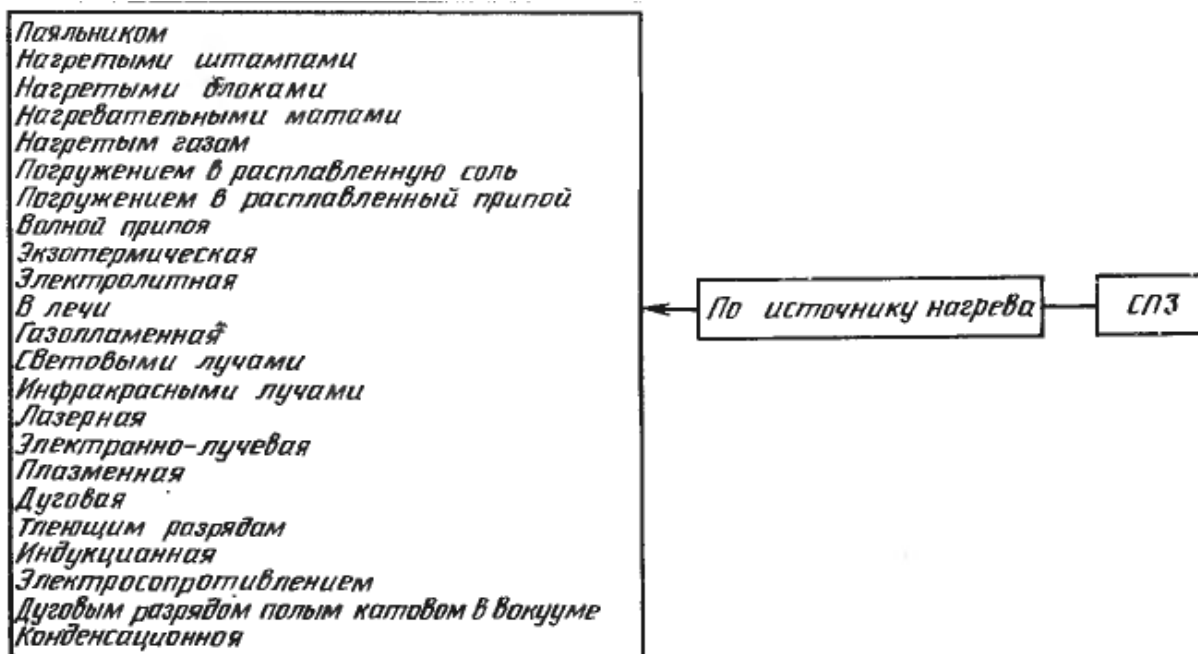 Паяльником
Нагретыми штампами
Нагретыми блоками
Нагревательными матами
Нагретым газом
Погружением в расплавленную соль
Погружением в расплавленный припой
Волной припоя
Экзотермическая
Электролитная
В печи
Газопламенная
Световыми лучами
Инфракрасными лучами
Лазерная
Электронно-лучевая
Плазменная
Дуговая
Тлеющим разрядом
Индукционная
Электросопротивлением
Дуговым разрядом полым катовом в вакууме
Конденсационная
По источнику нагрева
СП3